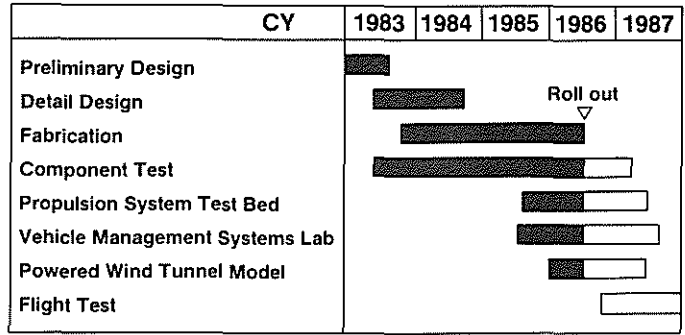 CY 1983 1984 1985 1986 1987
Preliminary Design
Detail Design Roll out
Fabrication
Component Test
Propulsion System Test Bed
Vehicle Management Systems Lab
Powered Wind Tunnel Model
Flight Test